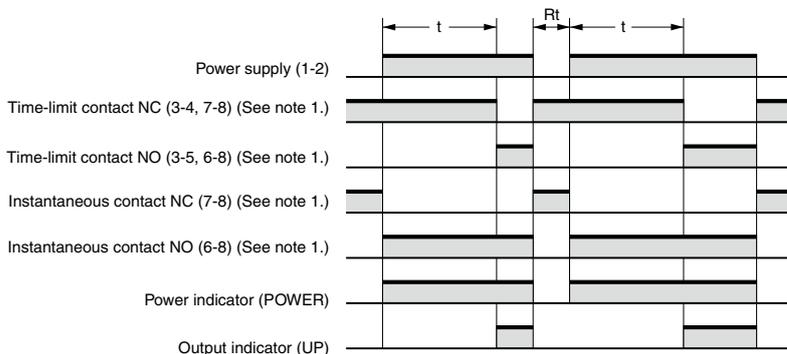 t
Rt
t
Power supply (1-2)
Time-limit contact NC (3-4, 7-8) (See note 1.)
Time-limit contact NO (3-5, 6-8) (See note 1.)
Instantaneous contact NC (7-8) (See note 1.)
Instantaneous contact NO (6-8) (See note 1.)
Power indicator (POWER)
Output indicator (UP)